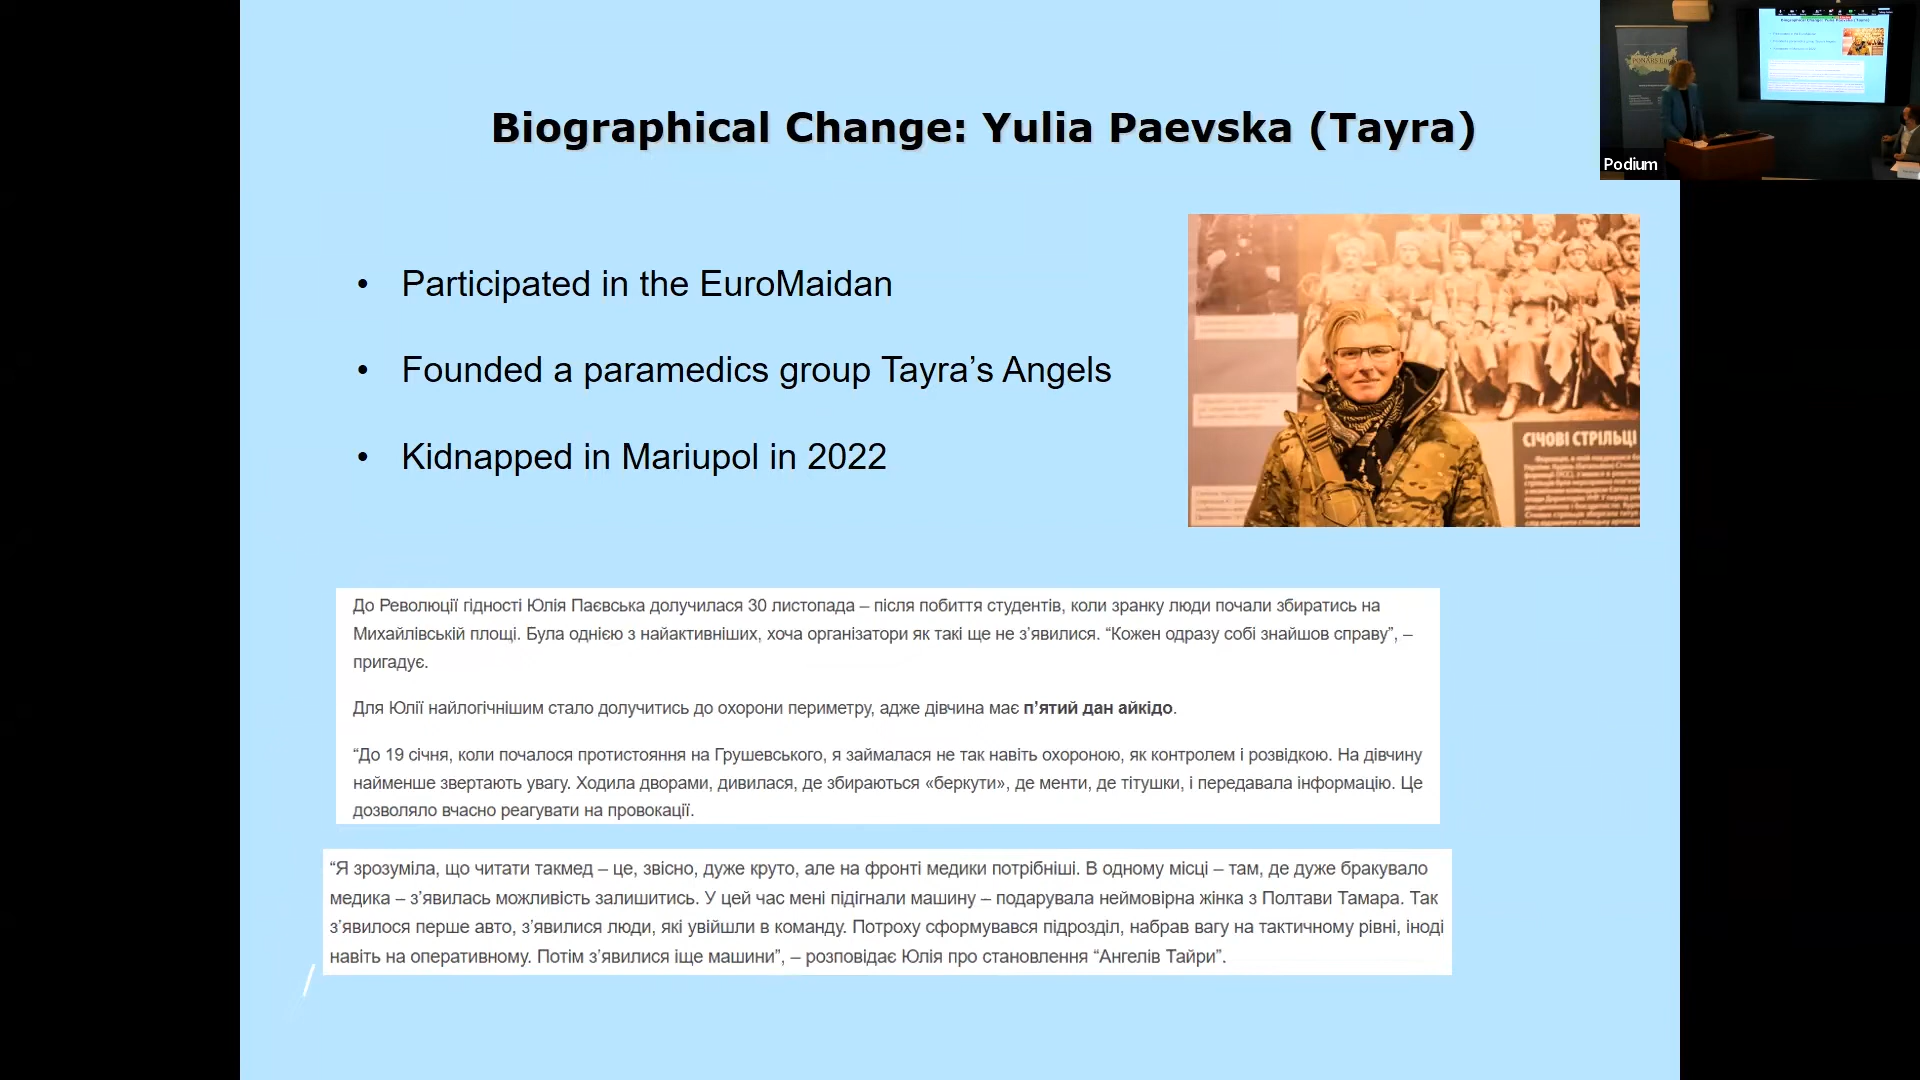 Biographical Change: Yulia Paevska (Tayra)
Podium
• Participated in the EuroMaidan
• Founded a paramedics group Tayra’s Angels
• Kidnapped in Mariupol in 2022
СІЧОВІ СТРІЛЬЦІ
До Революції гідності Юлія Паєвська долучилася 30 листопада – після побиття студентів, коли зранку люди почали збиратись на
Михайлівській площі. Була однією з найактивніших, хоча організатори як такі ще не з’явилися. “Кожен одразу собі знайшов справу”, –
пригадує.
Для Юлії найлогічнішим стало долучитись до охорони периметру, адже дівчина має п’ятий дан айкідо.
“До 19 січня, коли почалося протистояння на Грушевського, я займалася не так навіть охороною, як контролем і розвідкою. На дівчину
найменше звертають увагу. Ходила дворами, дивилася, де збираються «беркути», де менти, де тітушки, і передавала інформацію. Це
дозволяло вчасно реагувати на провокації.
“Я зрозуміла, що читати такмед – це, звісно, дуже круто, але на фронті медики потрібніші. В одному місці – там, де дуже бракувало
медика – з’явилась можливість залишитись. У цей час мені підігнали машину – подарувала неймовірна жінка з Полтави Тамара. Так
з’явилося перше авто, з’явилися люди, які увійшли в команду. Потроху сформувався підрозділ, набрав вагу на тактичному рівні, іноді
навіть на оперативному. Потім з’явилися іще машини”, – розповідає Юлія про становлення “Ангелів Тайри”.